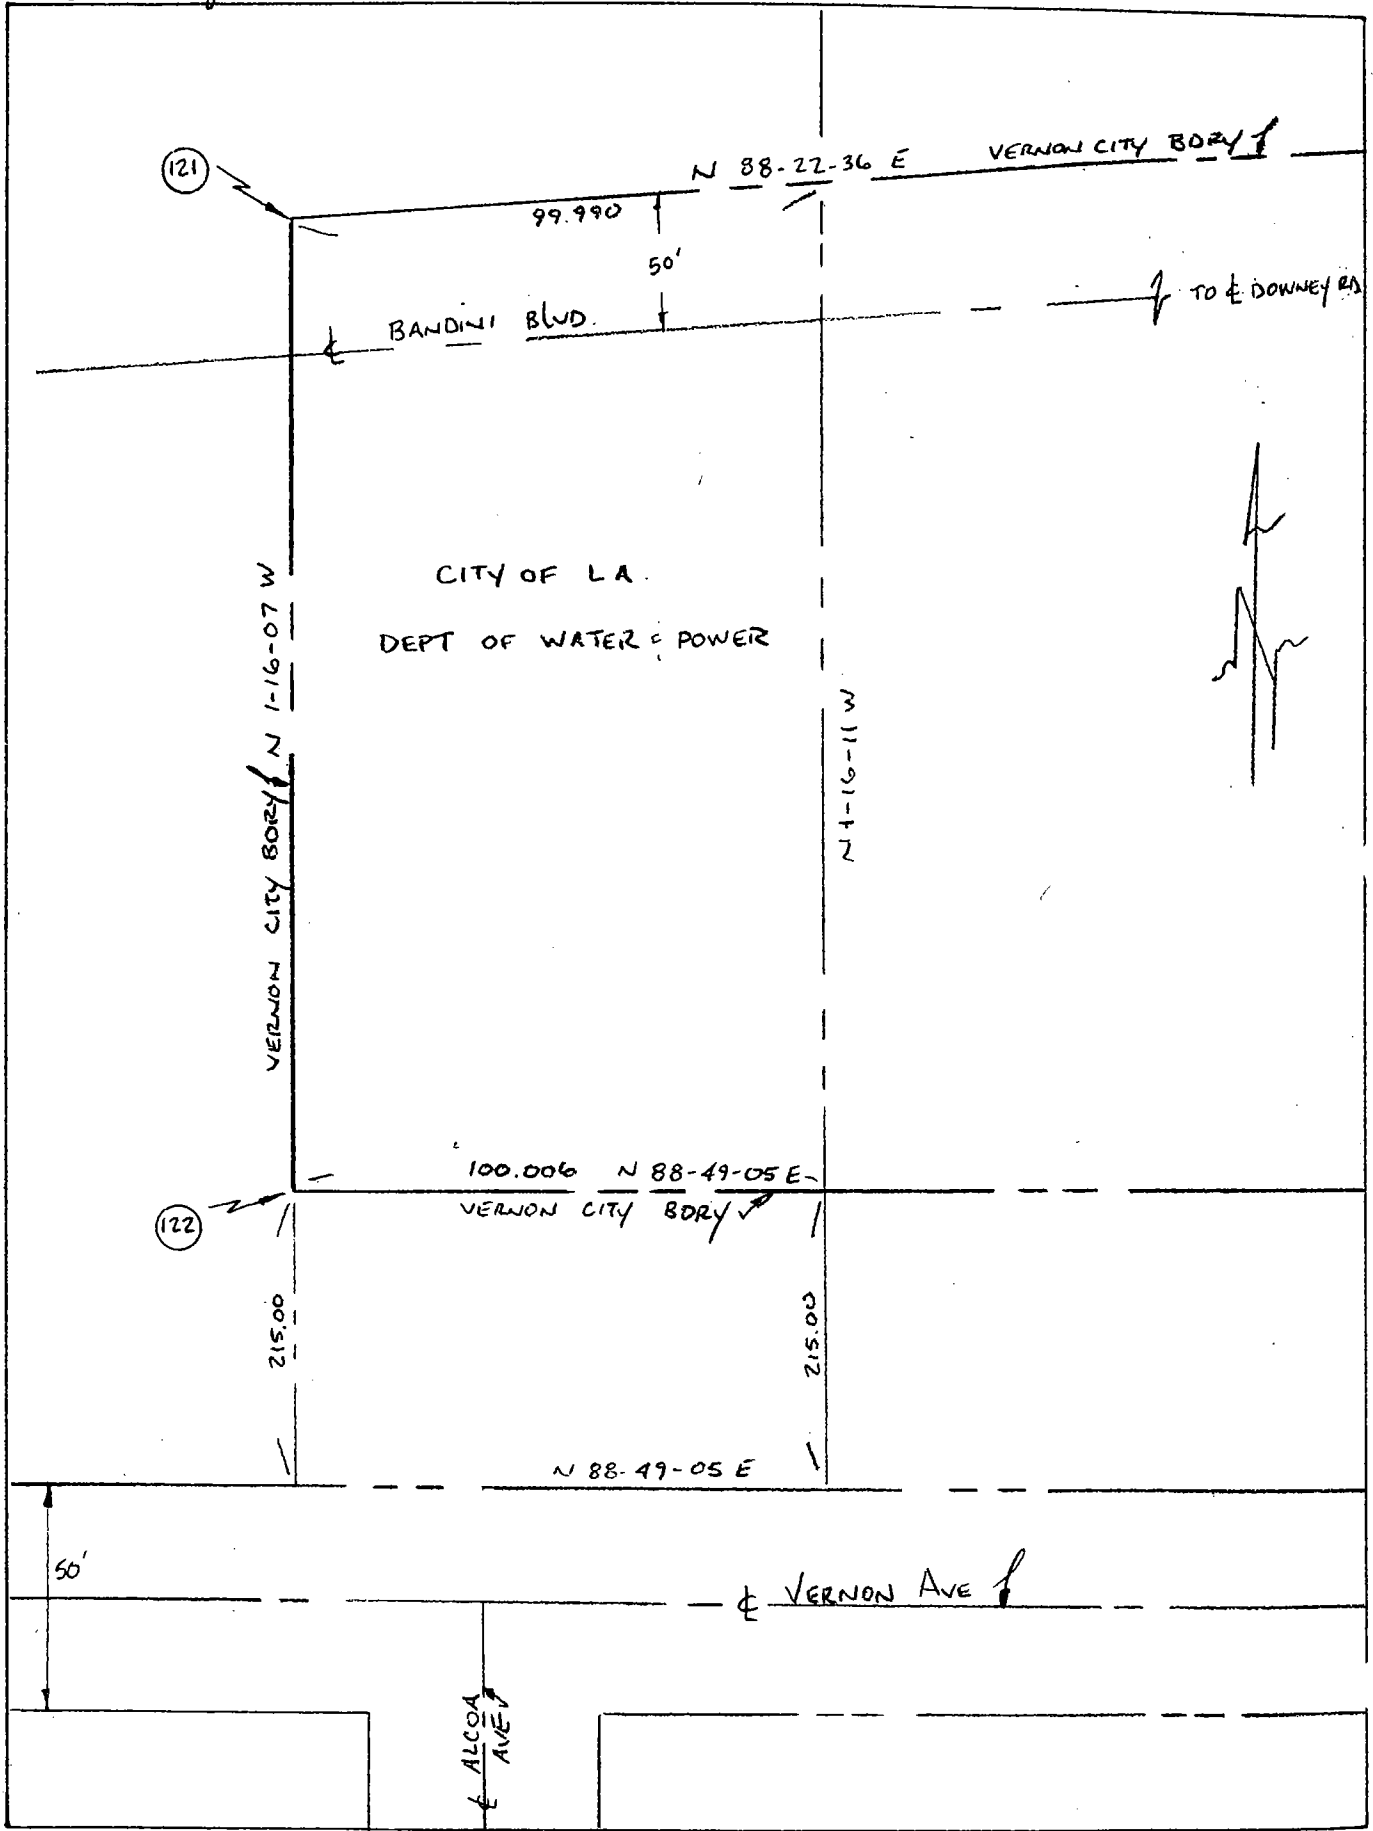 121
N 88-22-36 E VERNON CITY BDRY
99.990
50'
℄ BANDINI BLVD.
TO ℄ DOWNEY RD
CITY OF LA.
DEPT OF WATER & POWER
VERNON CITY BDRY N 1-16-07 W
N 1-16-11 W
100.006 N 88-49-05 E
VERNON CITY BDRY
122
215.00
215.00
N 88-49-05 E
50'
℄ VERNON AVE
℄ ALCOA
AVE
N